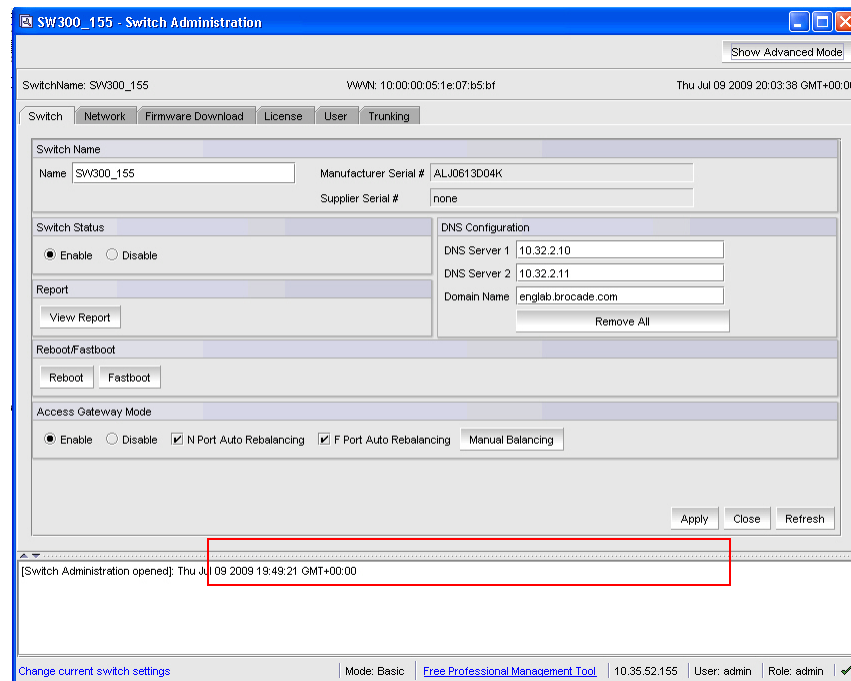 SW300_155 - Switch Administration
Show Advanced Mode
SwitchName: SW300_155 WWN: 10:00:00:05:1e:07:b5:bf Thu Jul 09 2009 20:03:38 GMT+00:0
Switch Network Firmware Download License User Trunking
Switch Name
Name SW300_155 Manufacturer Serial # ALJ0613D04K
Supplier Serial # none
Switch Status
Enable Disable
Report
View Report
DNS Configuration
DNS Server 1 10.32.2.10
DNS Server 2 10.32.2.11
Domain Name englab.brocade.com
Remove All
Reboot/Fastboot
Reboot Fastboot
Access Gateway Mode
Enable Disable N Port Auto Rebalancing F Port Auto Rebalancing Manual Balancing
Apply Close Refresh
[Switch Administration opened]: Thu Jul 09 2009 19:49:21 GMT+00:00
Change current switch settings Mode: Basic Free Professional Management Tool 10.35.52.155 User: admin Role: admin